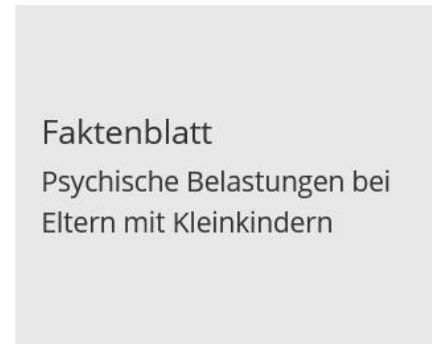 Faktenblatt
Psychische Belastungen bei
Eltern mit Kleinkindern